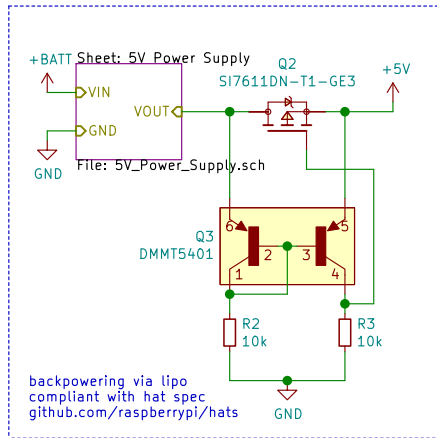 Sheet: 5V Power Supply
+BATT
Q2
SI7611DN-T1-GE3
+5V
VIN
VOUT
GND
File: 5V_Power_Supply.sch
GND
Q3
DMMT5401
6
5
2
3
1
4
R2
10k
R3
10k
backpowering via lipo
compliant with hat spec
github.com/raspberrypi/hats
GND